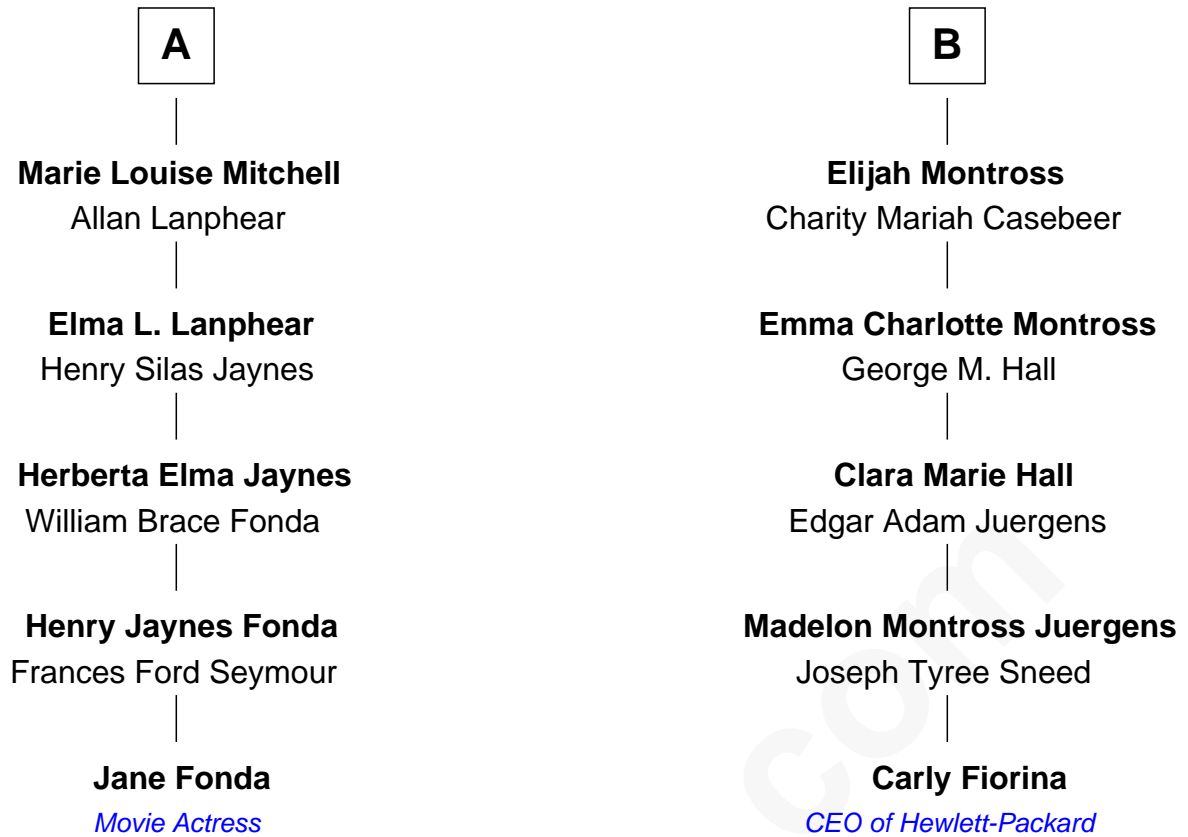 A
Marie Louise Mitchell
Allan Lanphear
Elma L. Lanphear
Henry Silas Jaynes
Herberta Elma Jaynes
William Brace Fonda
Henry Jaynes Fonda
Frances Ford Seymour
Jane Fonda
Movie Actress
B
Elijah Montross
Charity Mariah Casebeer
Emma Charlotte Montross
George M. Hall
Clara Marie Hall
Edgar Adam Juergens
Madelon Montross Juergens
Joseph Tyree Sneed
Carly Fiorina
CEO of Hewlett-Packard
com